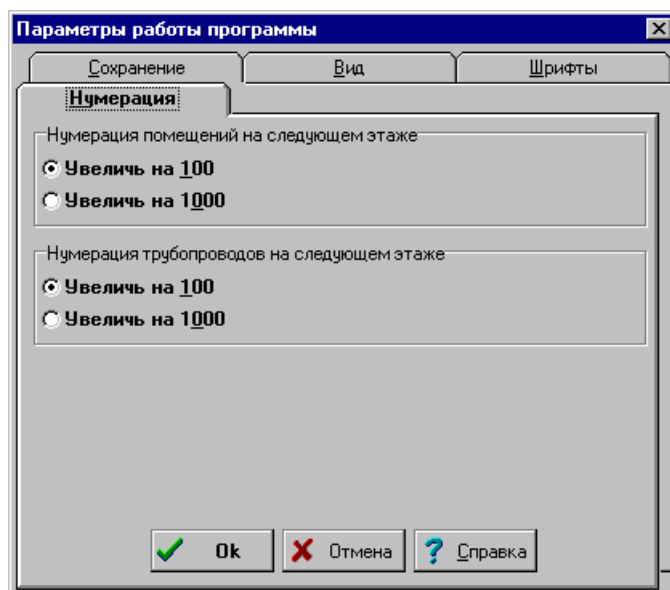 Параметры работы программы
Сохранение Вид Шрифты
Нумерация
Нумерация помещений на следующем этаже
Увеличь на 100
Увеличь на 1000
Нумерация трубопроводов на следующем этаже
Увеличь на 100
Увеличь на 1000
Ok Отмена ? Справка